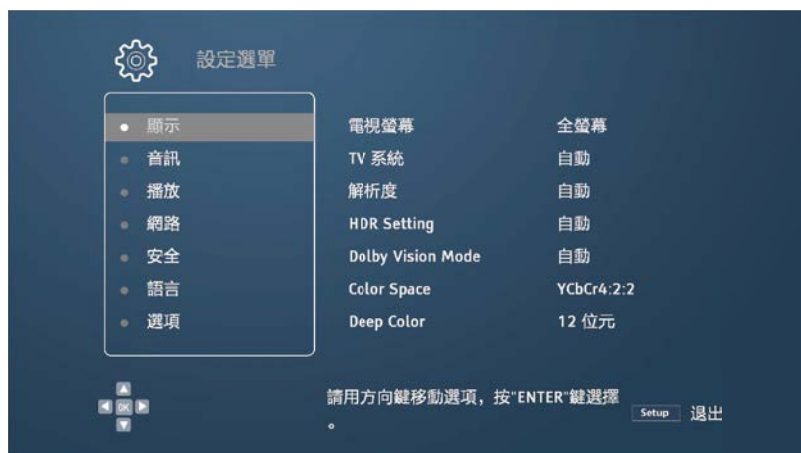 設定選單
顯示
音訊
播放
網路
安全
語言
選項
電視螢幕 全螢幕
TV 系統 自動
解析度 自動
HDR Setting 自動
Dolby Vision Mode 自動
Color Space YCbCr4:2:2
Deep Color 12 位元
OK
請用方向鍵移動選項，按"ENTER"鍵選擇
。
Setup 退出